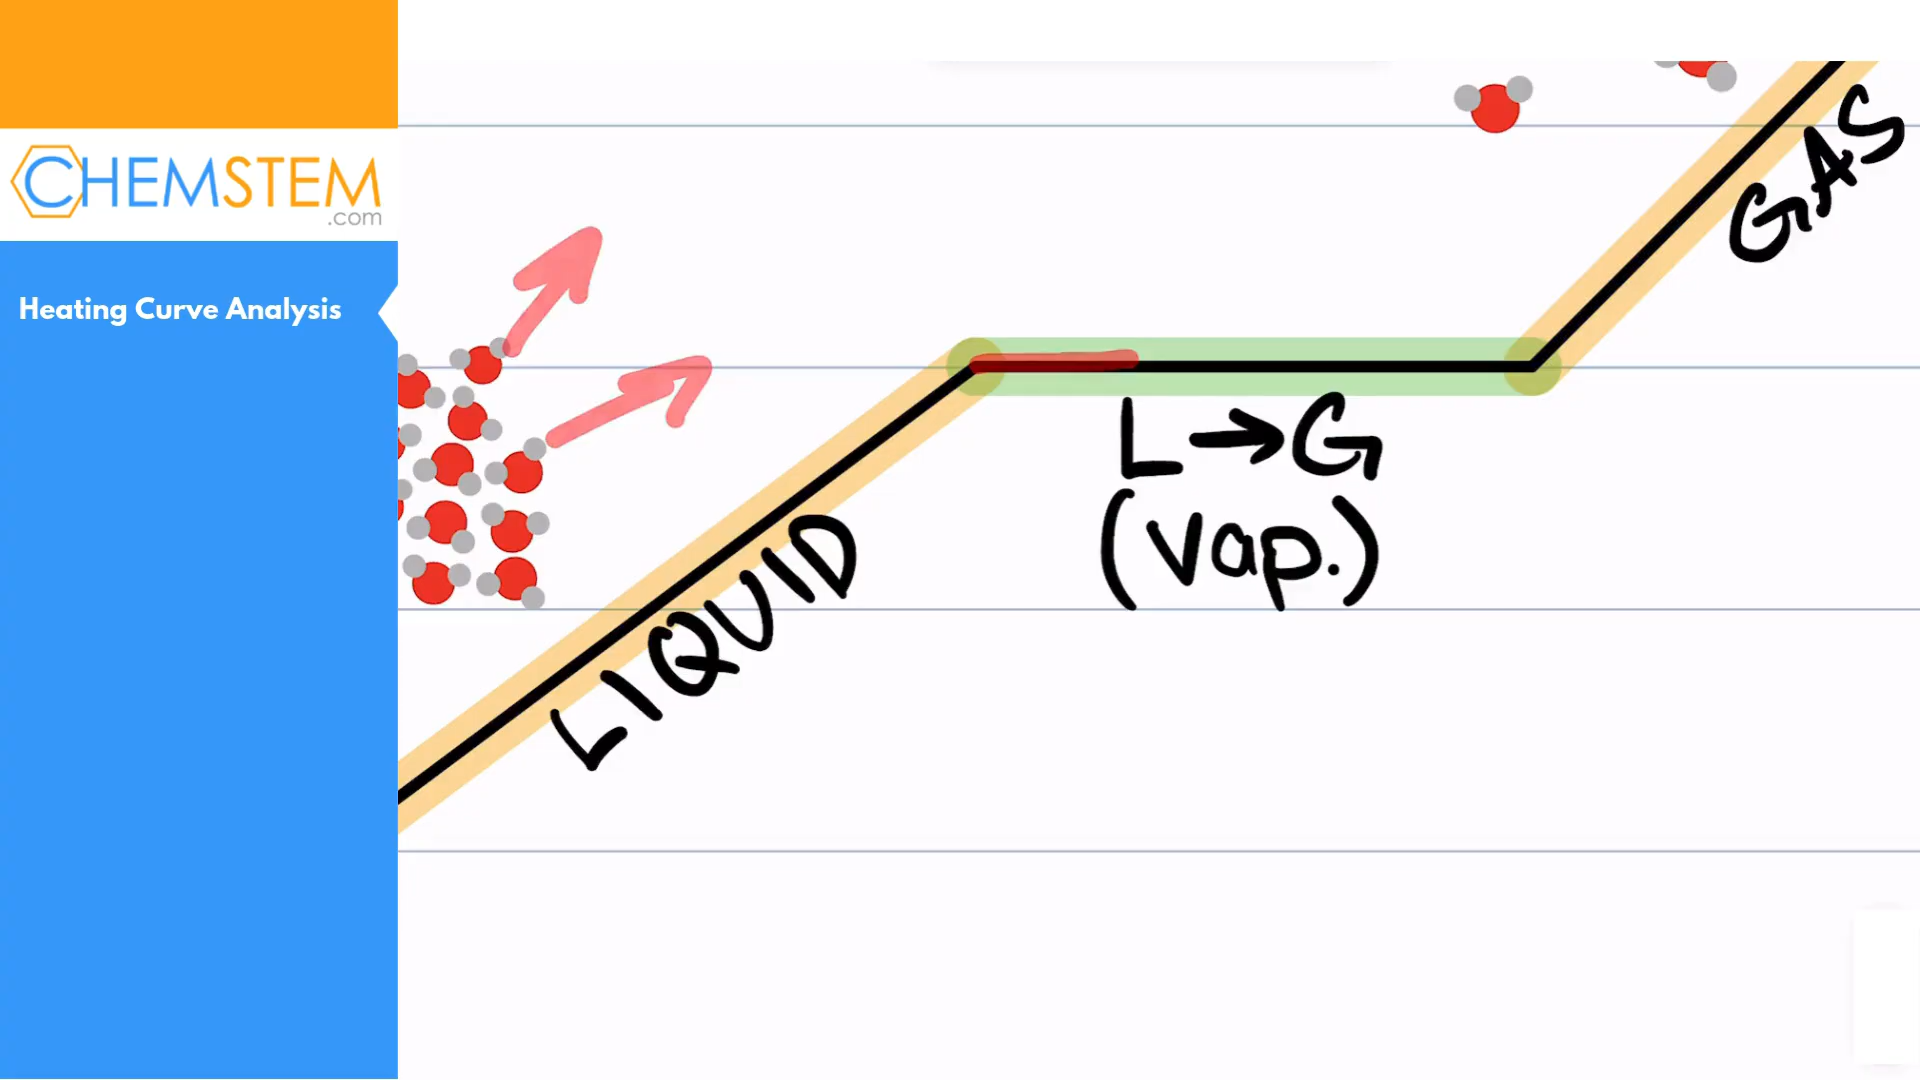 CHEMSTEM
.com
Heating Curve Analysis
GAS
L→G
(vap.)
LIQUID